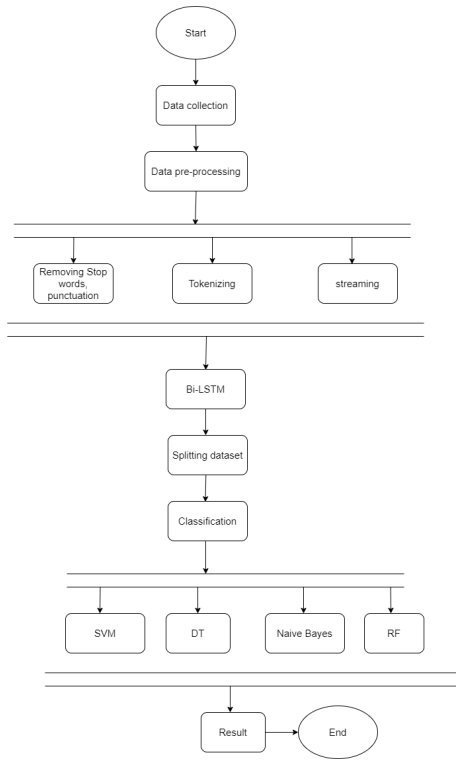 Start
Data collection
Data pre-processing
Removing Stop
words,
punctuation
Tokenizing
streaming
Bi-LSTM
Splitting dataset
Classification
SVM
DT
Naive Bayes
RF
Result
End